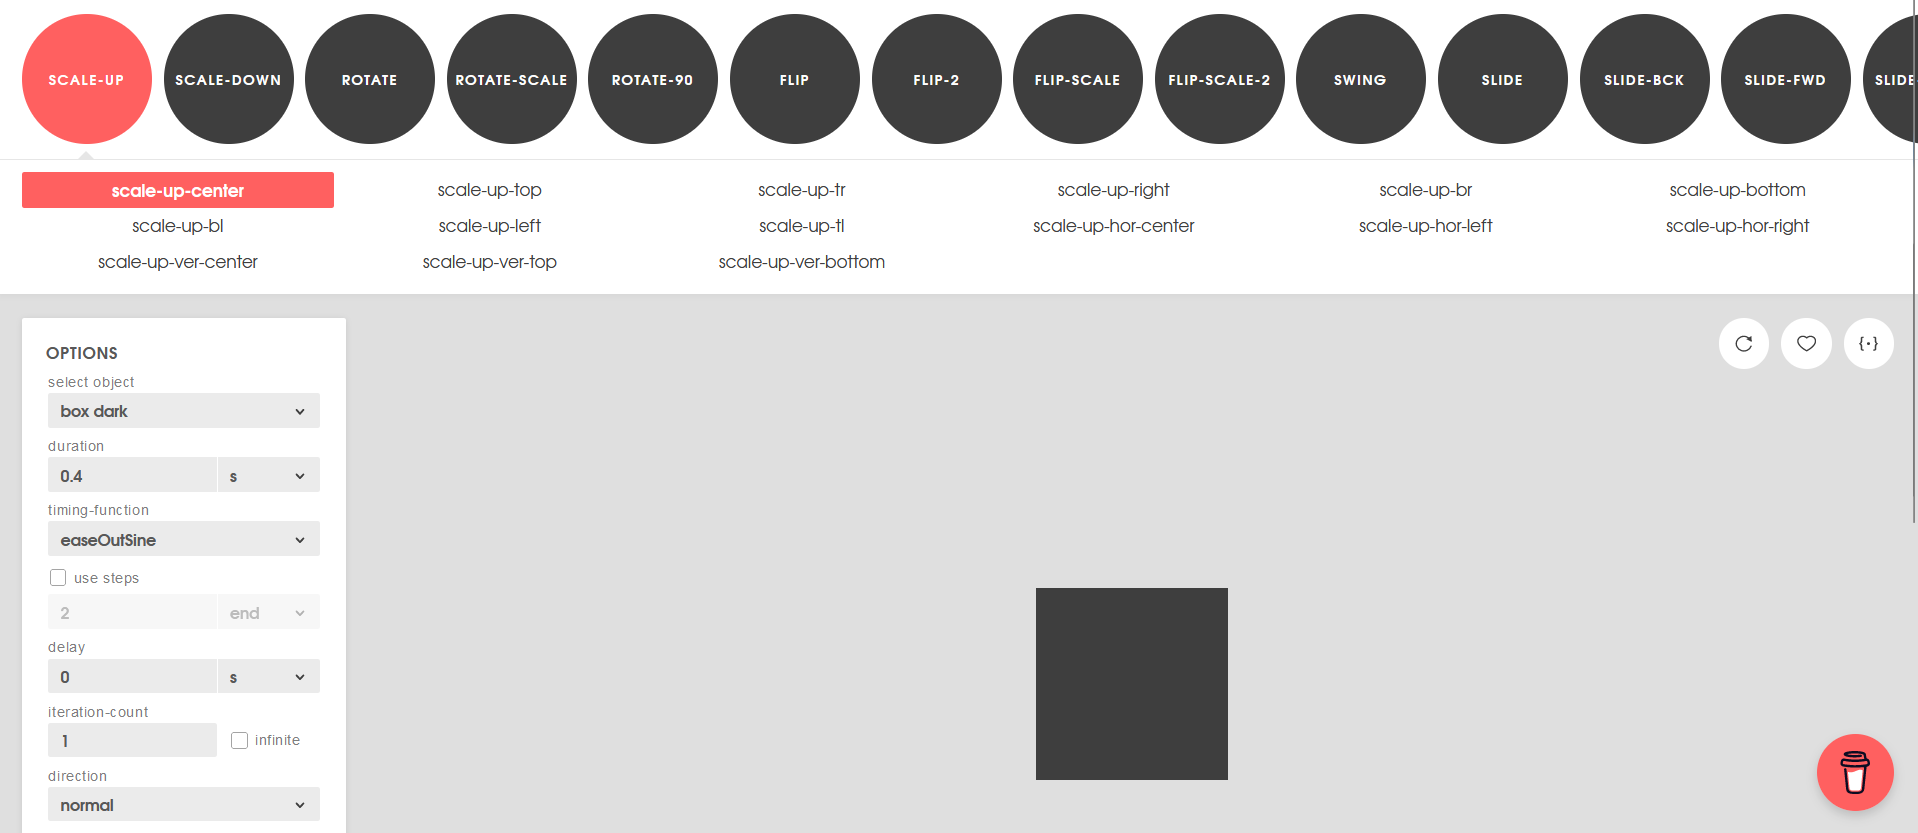 SCALE-UP SCALE-DOWN ROTATE ROTATE-SCALE ROTATE-90 FLIP FLIP-2 FLIP-SCALE FLIP-SCALE-2 SWING SLIDE SLIDE-BCK SLIDE-FWD SLIDE
scale-up-center scale-up-top scale-up-tr scale-up-right scale-up-br scale-up-bottom
scale-up-bl scale-up-left scale-up-tl scale-up-hor-center scale-up-hor-left scale-up-hor-right
scale-up-ver-center scale-up-ver-top scale-up-ver-bottom
OPTIONS
select object
box dark
duration
0.4 s
timing-function
easeOutSine
use steps
2 end
delay
0 s
iteration-count
1 infinite
direction
normal